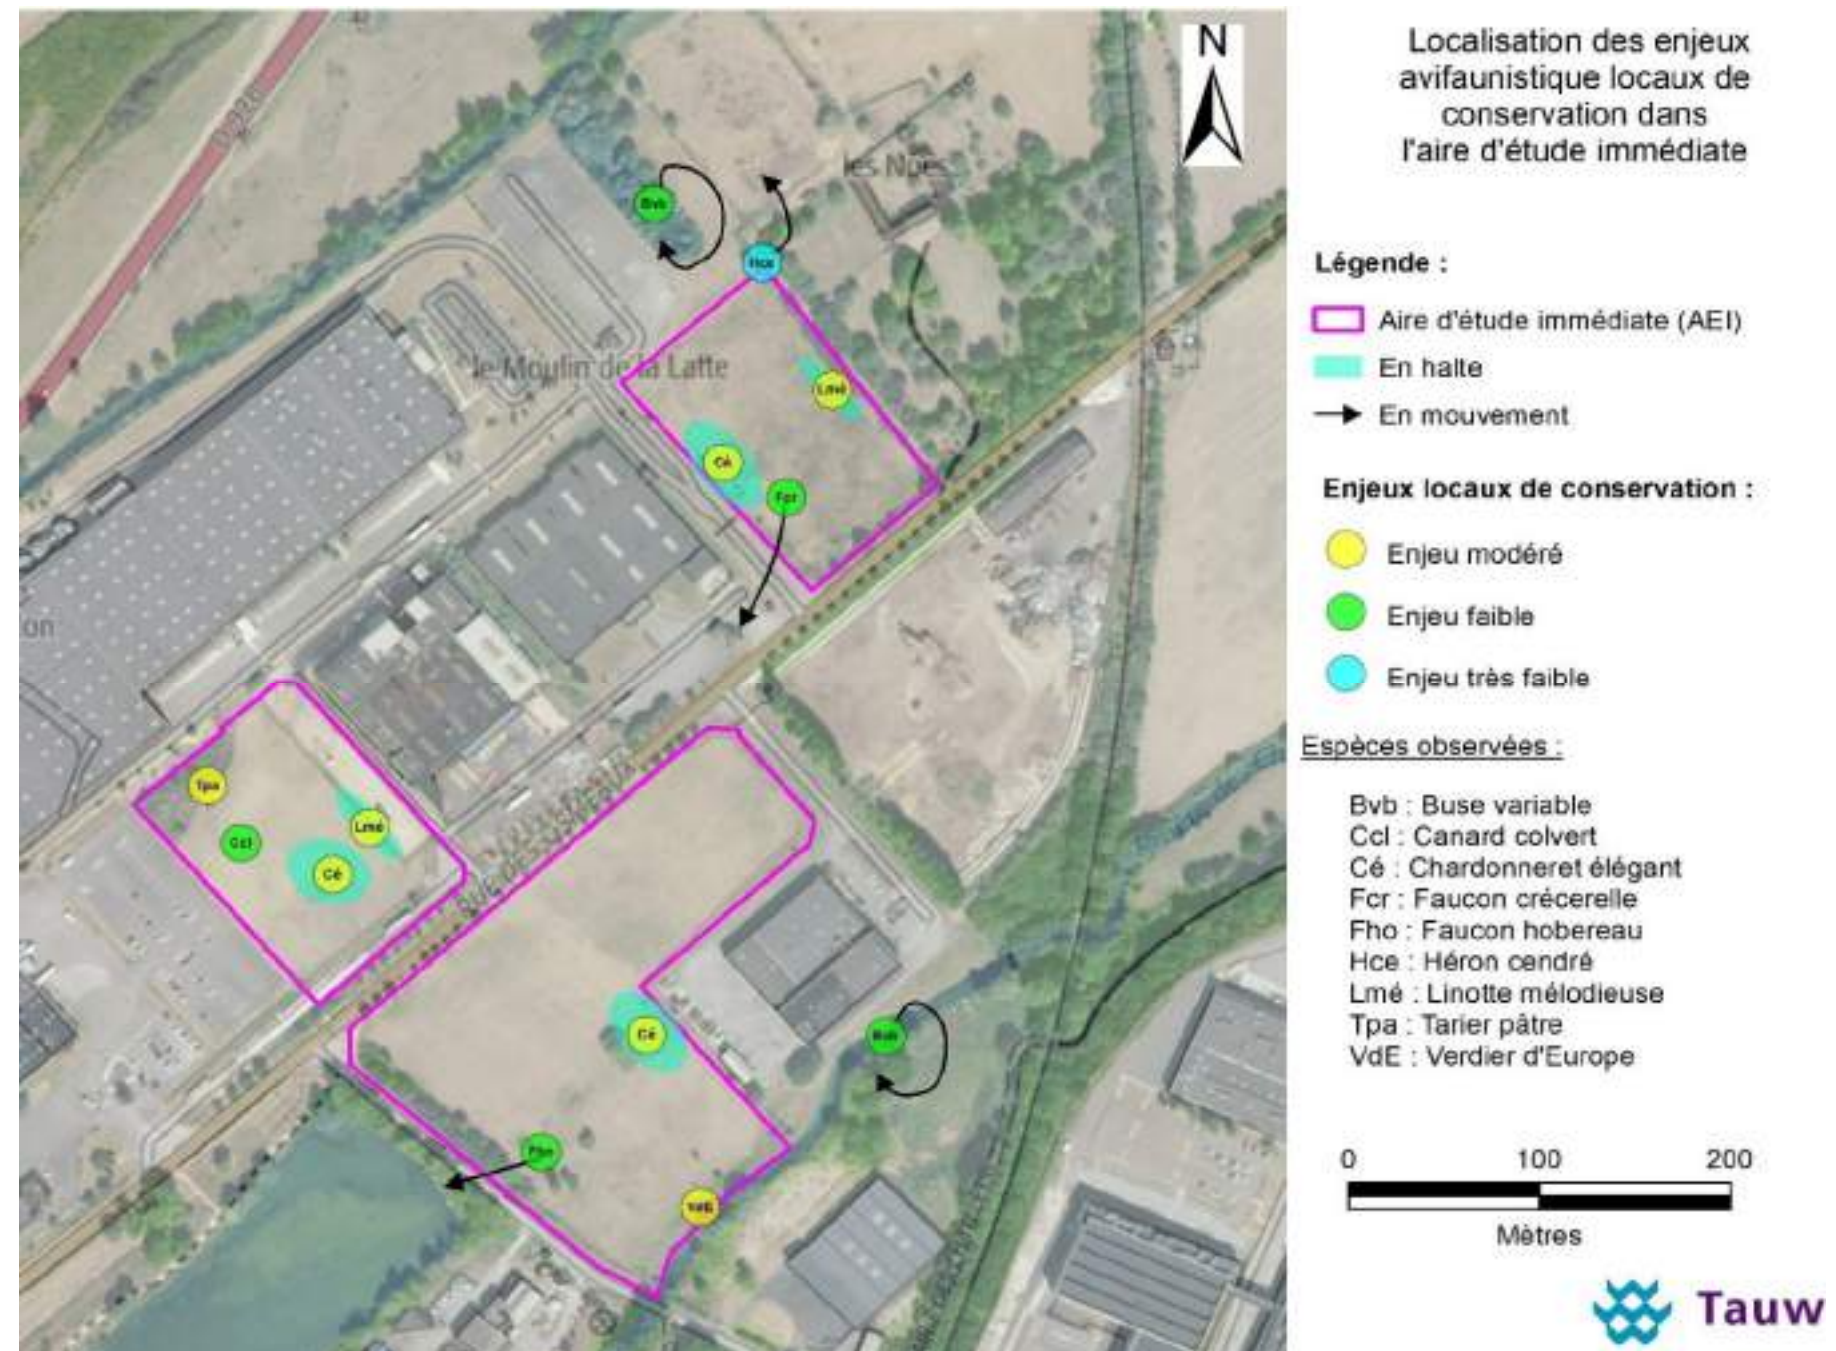 N
Localisation des enjeux
avifaunistique locaux de
conservation dans
l'aire d'étude immédiate
les Noës
Bvb
Hce
Légende :
Aire d'étude immédiate (AEI)
En halte
En mouvement
le Moulin de la Latte
Lmé
Cé
Fcr
Enjeux locaux de conservation :
Enjeu modéré
Enjeu faible
Enjeu très faible
on
Tpa
Ccl
Lmé
Cé
Espèces observées :
Bvb : Buse variable
Ccl : Canard colvert
Cé : Chardonneret élégant
Fcr : Faucon crécerelle
Fho : Faucon hobereau
Hce : Héron cendré
Lmé : Linotte mélodieuse
Tpa : Tarier pâtre
VdE : Verdier d'Europe
Cé
Bvb
Fho
VdE
0 100 200
Mètres
Tauw